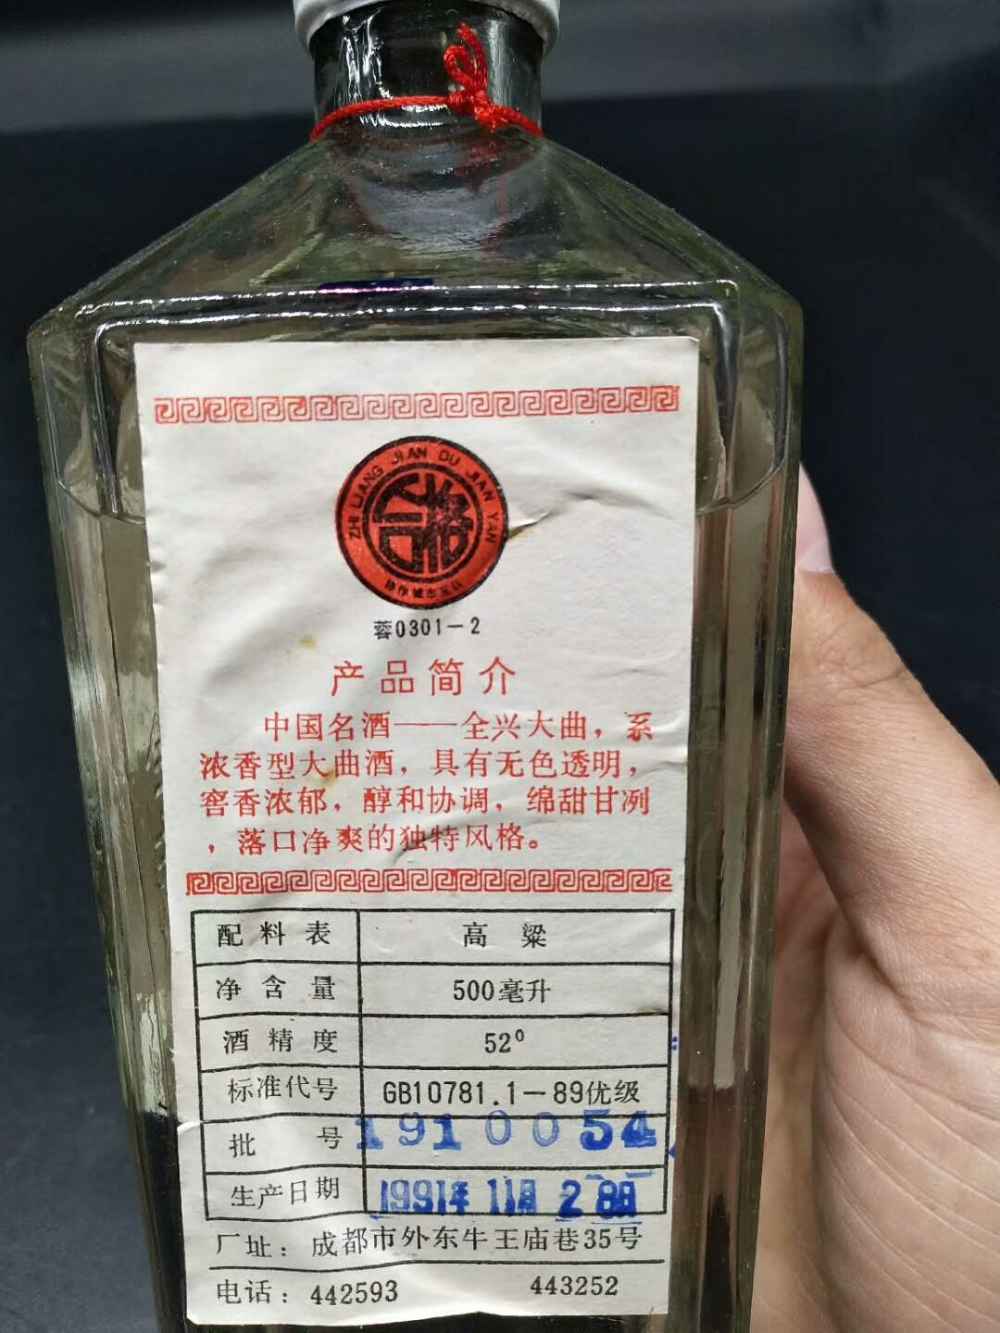 ZHI LIANG JIAN DU JIAN YAN
蓉0301－2
产品简介
中国名酒——全兴大曲，系
浓香型大曲酒，具有无色透明，
窖香浓郁，醇和协调，绵甜甘冽
，落口净爽的独特风格。
配料表 高粱
净含量 500毫升
酒精度 52°
标准代号 GB10781.1－89优级
批号 1910054
生产日期 1991年11月28日
厂址：成都市外东牛王庙巷35号
电话：442593 443252